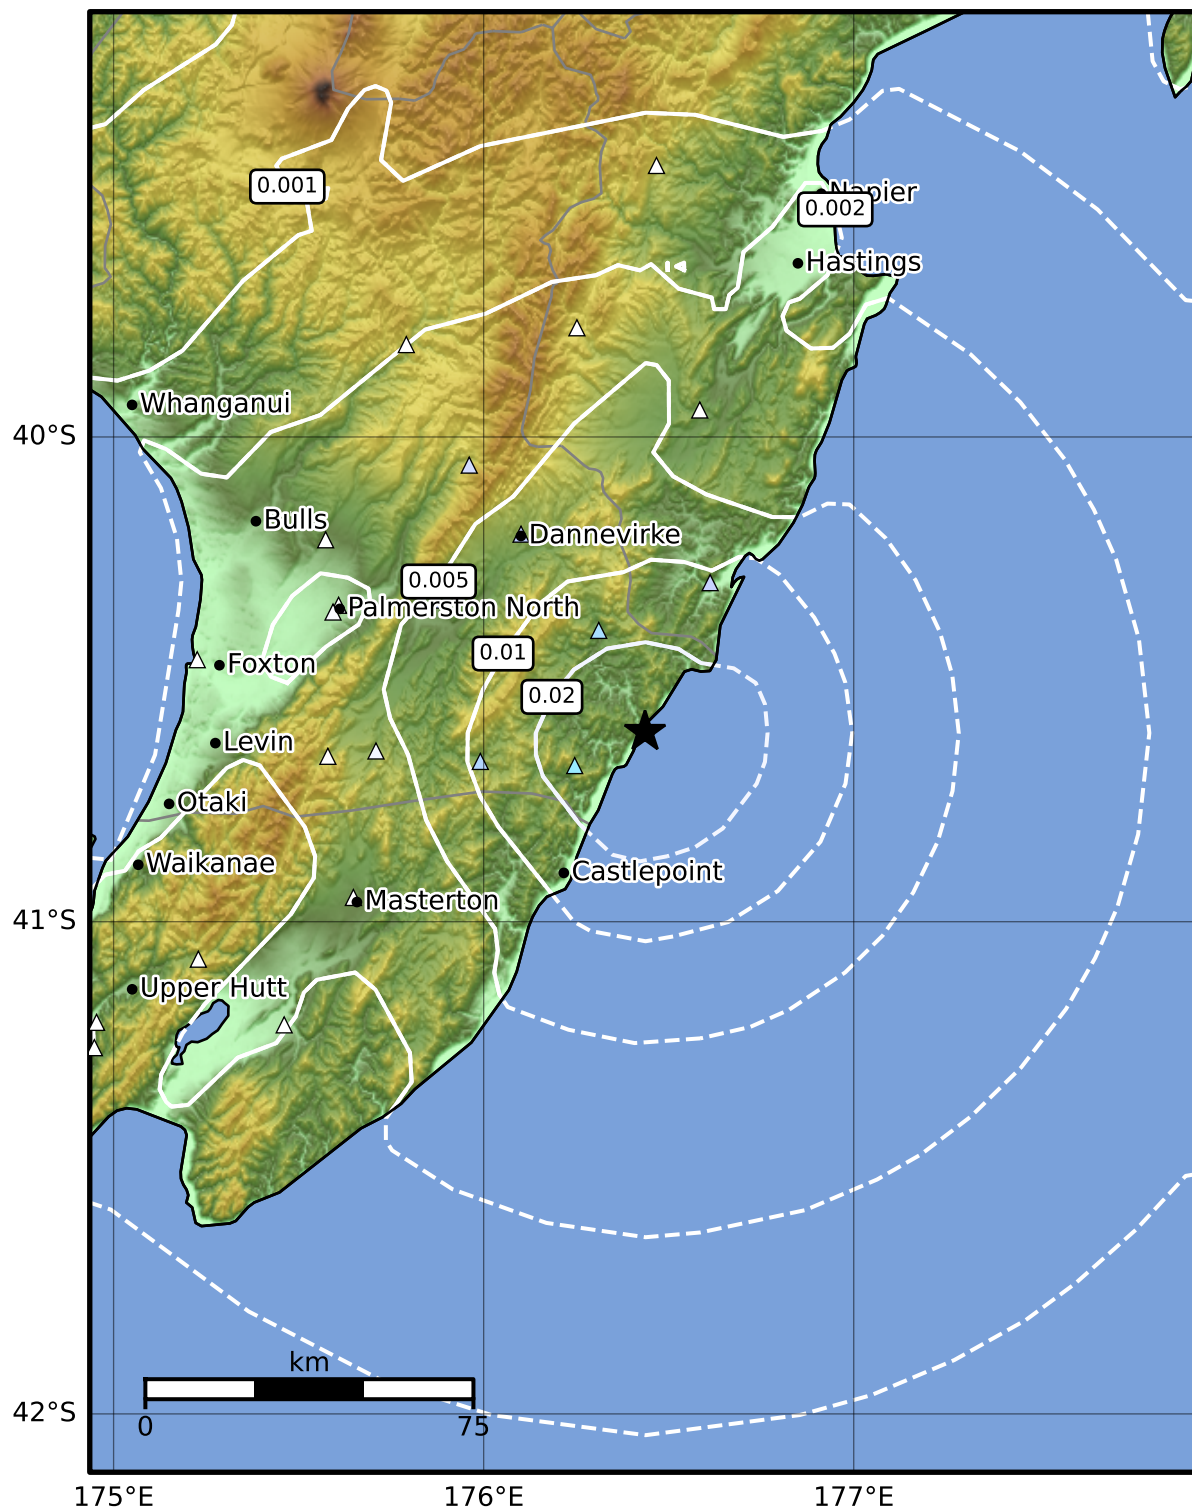 0.001
Napier
0.002
Hastings
Whanganui
40°S
Bulls
Dannevirke
0.005
Palmerston North
0.01
Foxton
0.02
Levin
Otaki
Waikanae
Castlepoint
Masterton
41°S
Upper Hutt
km
0
75
42°S
175°E
176°E
177°E